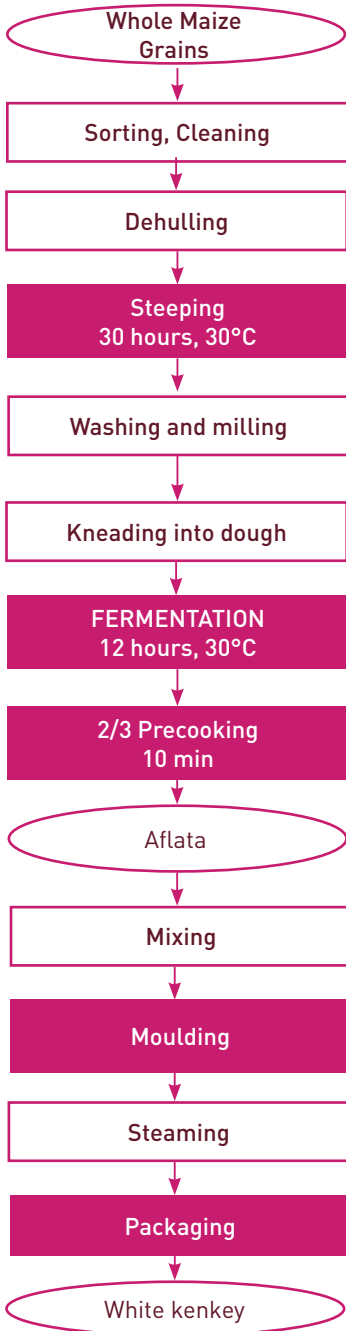 Whole Maize
Grains
Sorting, Cleaning
Dehulling
Steeping
30 hours, 30°C
Washing and milling
Kneading into dough
FERMENTATION
12 hours, 30°C
2/3 Precooking
10 min
Aflata
Mixing
Moulding
Steaming
Packaging
White kenkey